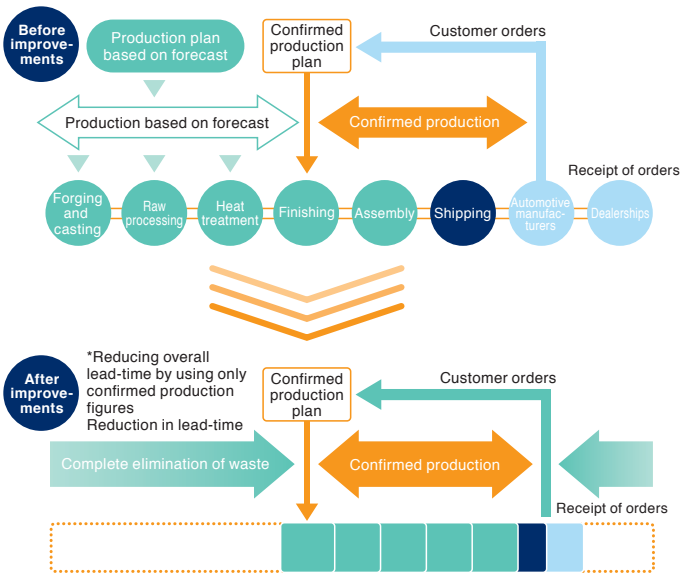 Before
improve-
ments
Production plan
based on forecast
Confirmed
production
plan
Customer orders
Production based on forecast
Confirmed production
Receipt of orders
Forging
and
casting
Raw
processing
Heat
treatment
Finishing
Assembly
Shipping
Automotive
manufac-
turers
Dealerships
After
improve-
ments
*Reducing overall
lead-time by using only
confirmed production
figures
Reduction in lead-time
Confirmed
production
plan
Customer orders
Complete elimination of waste
Confirmed production
Receipt of orders